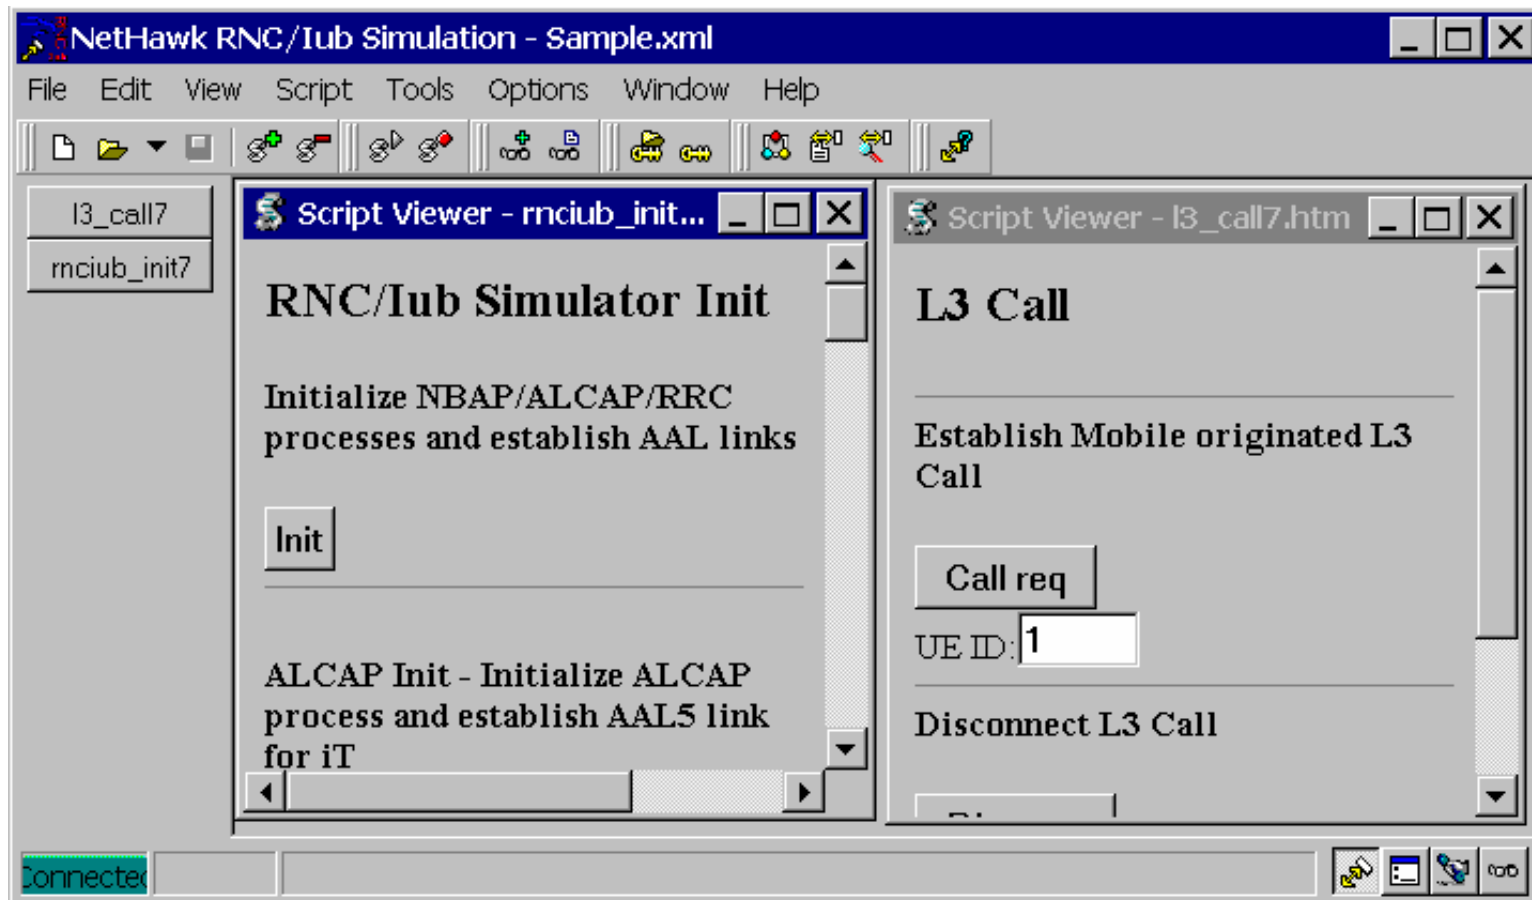 NetHawk RNC/Iub Simulation - Sample.xml
File Edit View Script Tools Options Window Help
l3_call7
rnciub_init7
Script Viewer - rnciub_init...
RNC/Iub Simulator Init
Initialize NBAP/ALCAP/RRC
processes and establish AAL links
Init
ALCAP Init - Initialize ALCAP
process and establish AAL5 link
for iT
Script Viewer - l3_call7.htm
L3 Call
Establish Mobile originated L3
Call
Call req
UE ID: 1
Disconnect L3 Call
Connected